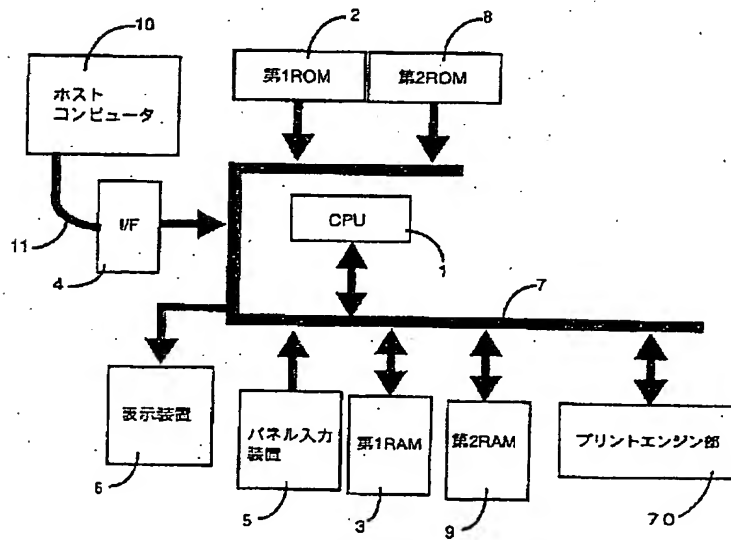 10
2
8
ホスト
コンピュータ
第1ROM
第2ROM
CPU
I/F
11
4
1
7
表示装置
パネル入力
装置
第1RAM
第2RAM
プリントエンジン部
6
5
3
9
70